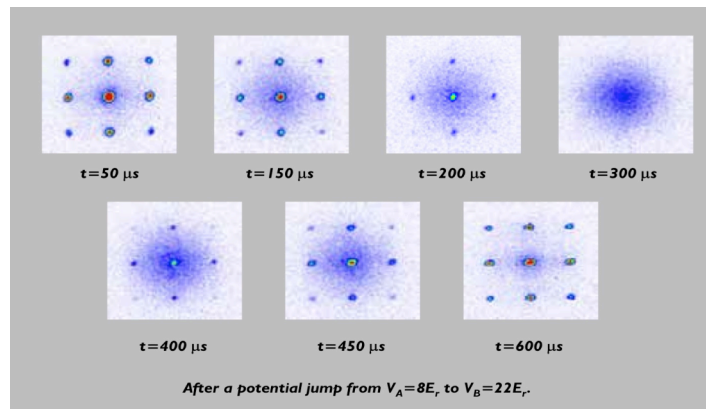 t=50 μs
t=150 μs
t=200 μs
t=300 μs
t=400 μs
t=450 μs
t=600 μs
After a potential jump from V_A=8E_r to V_B=22E_r.